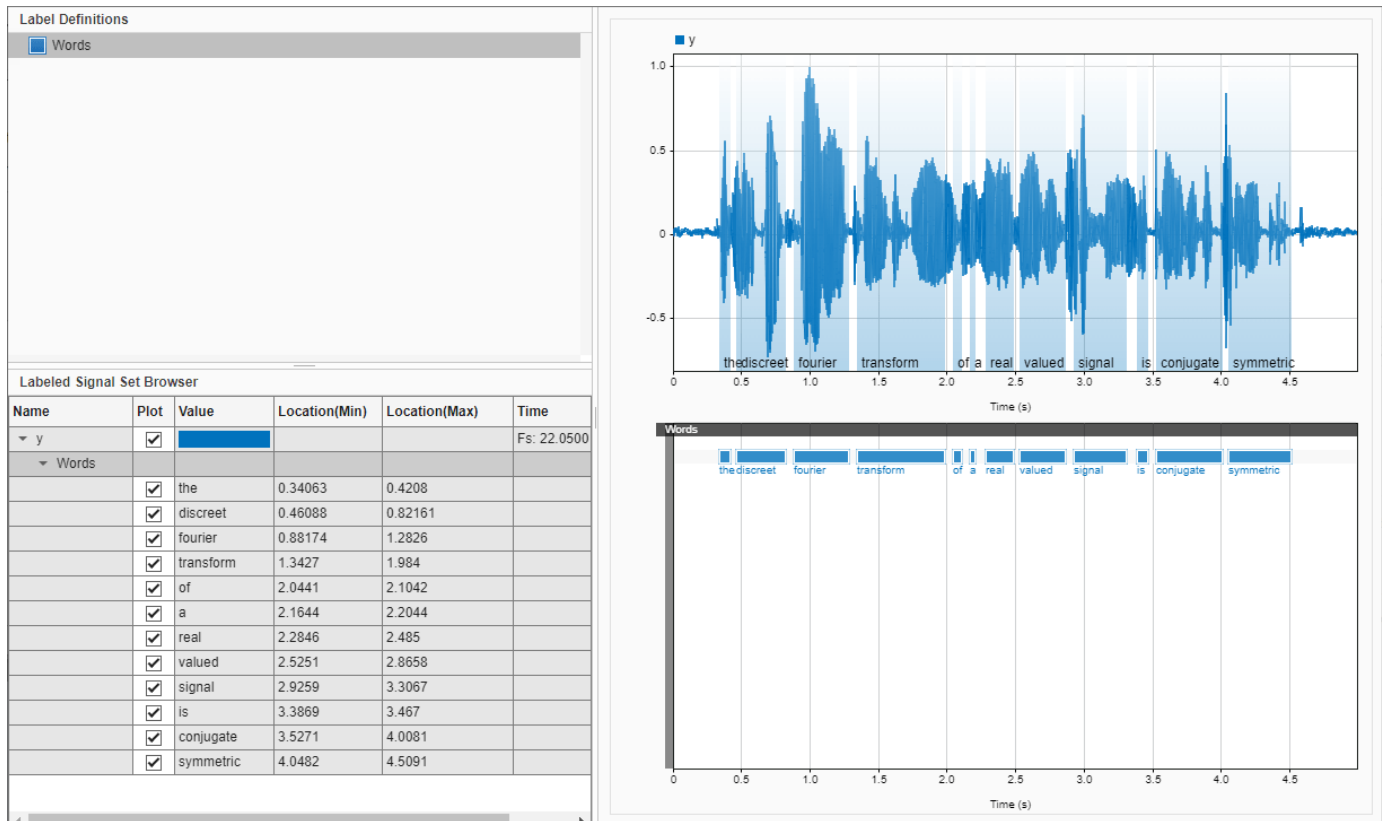 Label Definitions
Words
Labeled Signal Set Browser
Name Plot Value Location(Min) Location(Max) Time
y Fs: 22.0500
Words
the 0.34063 0.4208
discreet 0.46088 0.82161
fourier 0.88174 1.2826
transform 1.3427 1.984
of 2.0441 2.1042
a 2.1644 2.2044
real 2.2846 2.485
valued 2.5251 2.8658
signal 2.9259 3.3067
is 3.3869 3.467
conjugate 3.5271 4.0081
symmetric 4.0482 4.5091
y
1.0
0.5
0
-0.5
the discreet fourier transform of a real valued signal is conjugate symmetric
0 0.5 1.0 1.5 2.0 2.5 3.0 3.5 4.0 4.5
Time (s)
Words
the discreet fourier transform of a real valued signal is conjugate symmetric
0 0.5 1.0 1.5 2.0 2.5 3.0 3.5 4.0 4.5
Time (s)